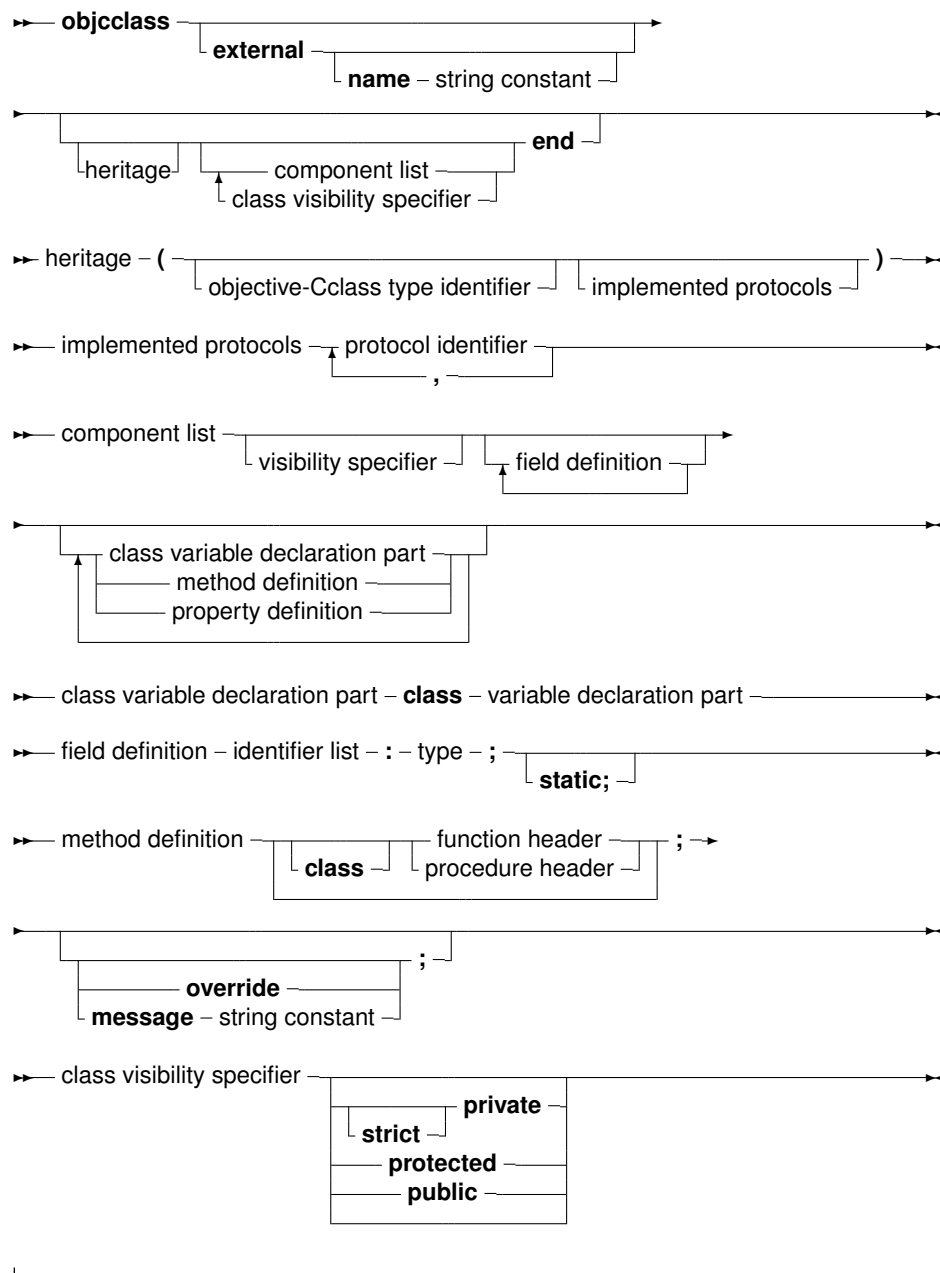 objcclass
external
name string constant
end
heritage component list
class visibility specifier
heritage ( )
objective-Cclass type identifier implemented protocols
implemented protocols protocol identifier
,
component list
visibility specifier field definition
class variable declaration part
method definition
property definition
class variable declaration part class variable declaration part
field definition identifier list : type ;
static;
method definition function header ;
class procedure header
;
override
message string constant
class visibility specifier
private
strict
protected
public